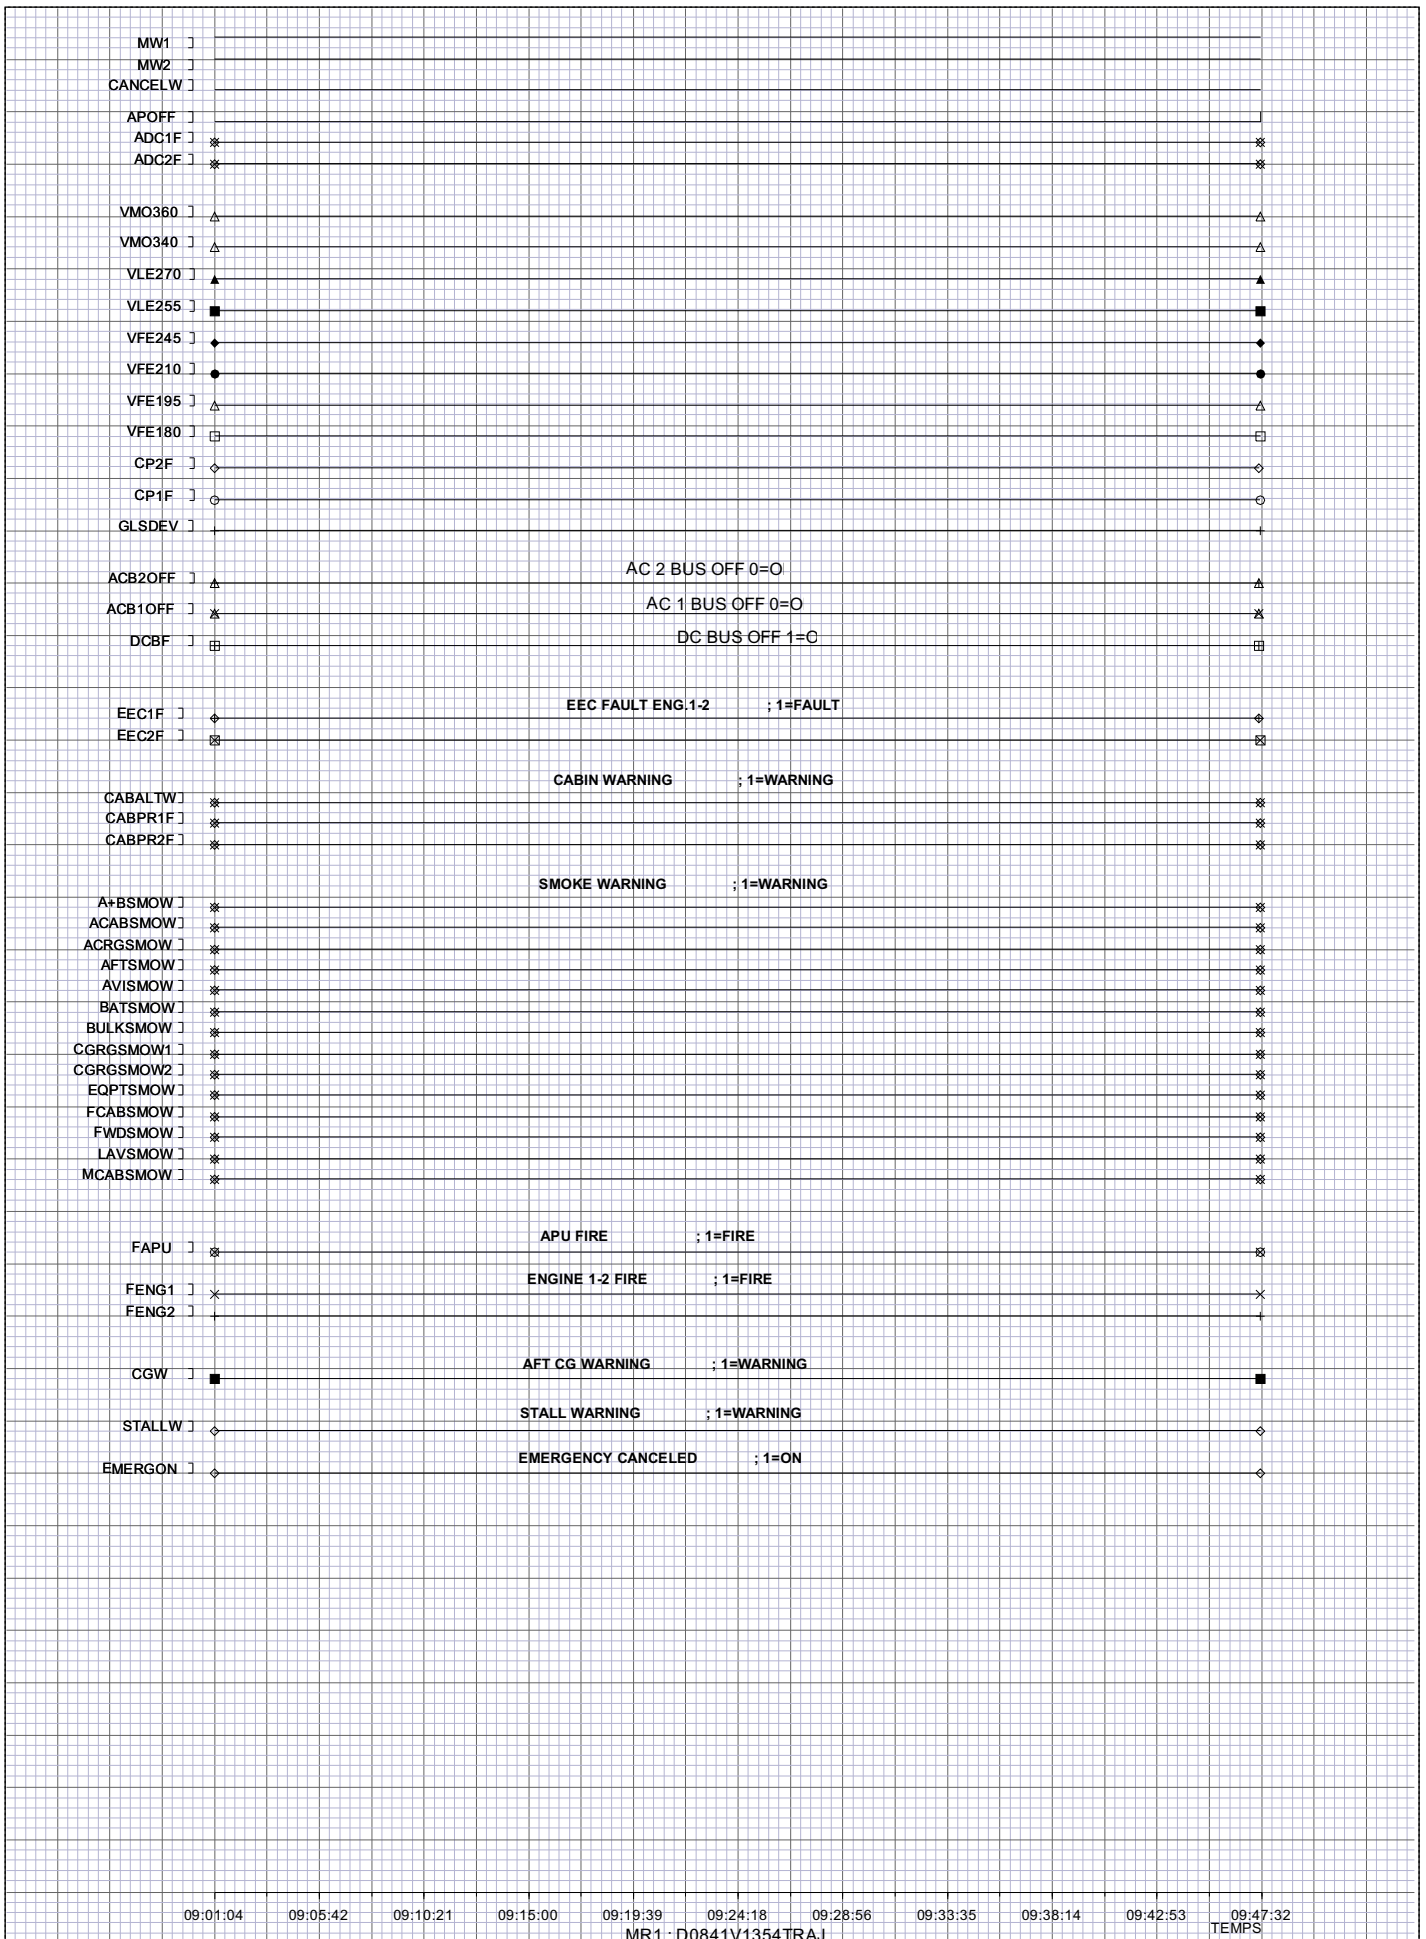 MW1
MW2
CANCELW
APOFF
ADC1F
ADC2F
VMO360
VMO340
VLE270
VLE255
VFE245
VFE210
VFE195
VFE180
CP2F
CP1F
GLSDEV
ACB2OFF AC 2 BUS OFF 0=O
ACB1OFF AC 1 BUS OFF 0=O
DCBF DC BUS OFF 1=O
EEC FAULT ENG.1-2 ; 1=FAULT
EEC1F
EEC2F
CABIN WARNING ; 1=WARNING
CABALTW
CABPR1F
CABPR2F
SMOKE WARNING ; 1=WARNING
A+BSMOW
ACABSMOW
ACRGSMOW
AFTSMOW
AVISMOW
BATSMOW
BULKSMOW
CGRGSMOW1
CGRGSMOW2
EQPTSMOW
FCABSMOW
FWDSMOW
LAVSMOW
MCABSMOW
APU FIRE ; 1=FIRE
FAPU
ENGINE 1-2 FIRE ; 1=FIRE
FENG1
FENG2
AFT CG WARNING ; 1=WARNING
CGW
STALL WARNING ; 1=WARNING
STALLW
EMERGENCY CANCELED ; 1=ON
EMERGON
09:01:04 09:05:42 09:10:21 09:15:00 09:19:39 09:24:18 09:28:56 09:33:35 09:38:14 09:42:53 09:47:32
TEMPS
MR1 : D0841V1354TRAJ